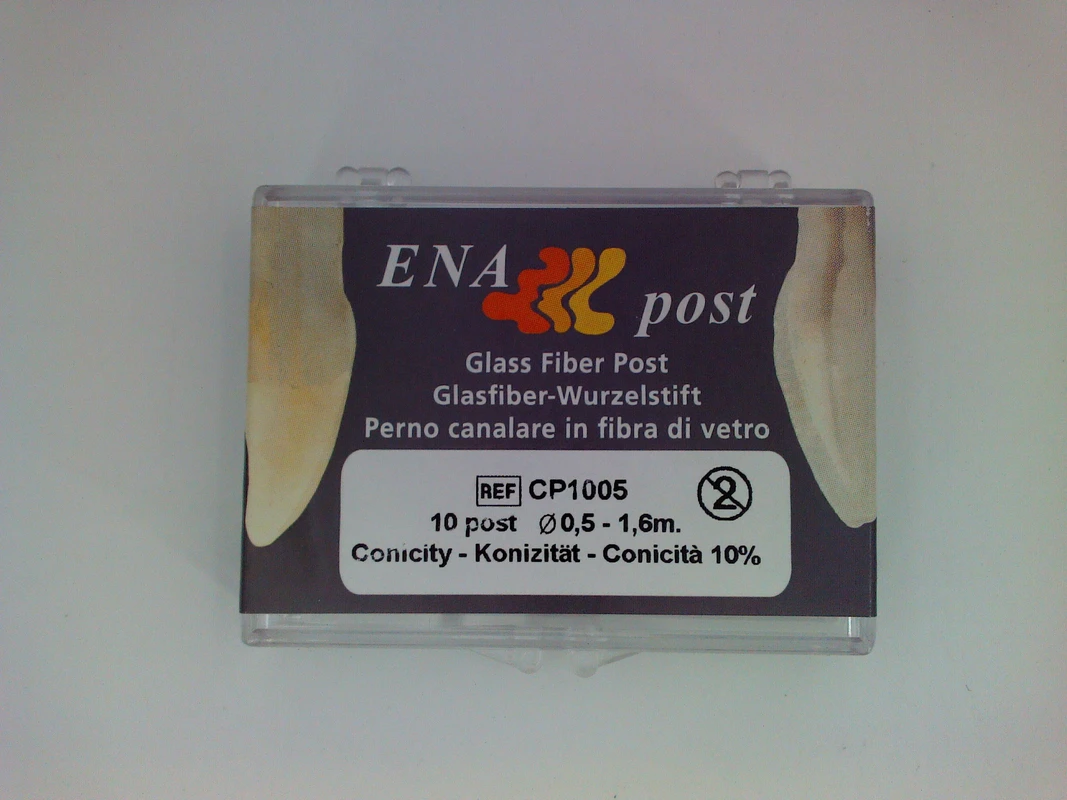 ENA post
Glass Fiber Post
Glasfiber-Wurzelstift
Perno canalare in fibra di vetro
REF CP1005 2
10 post Ø0,5 - 1,6m.
Conicity - Konizität - Conicità 10%